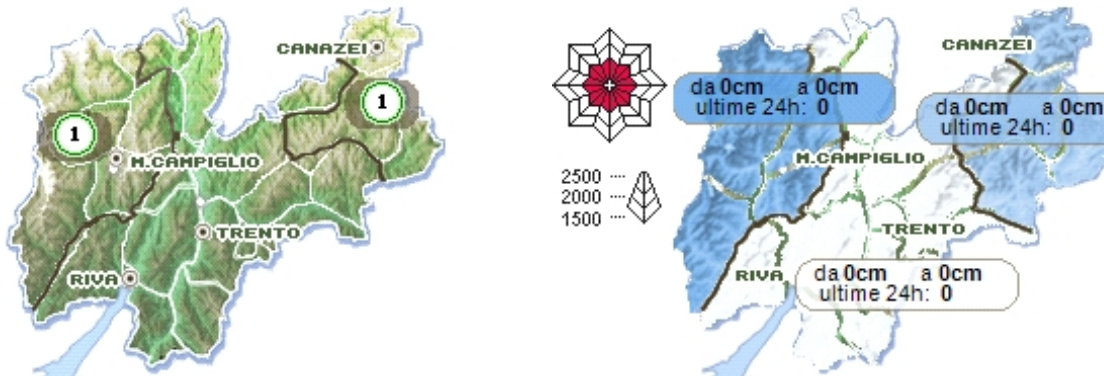 CANAZEI
1
1
M.CAMPIGLIO
TRENTO
RIVA
2500
2000
1500
CANAZEI
da 0cm a 0cm
ultime 24h: 0
da 0cm a 0cm
ultime 24h: 0
M.CAMPIGLIO
TRENTO
RIVA
da 0cm a 0cm
ultime 24h: 0